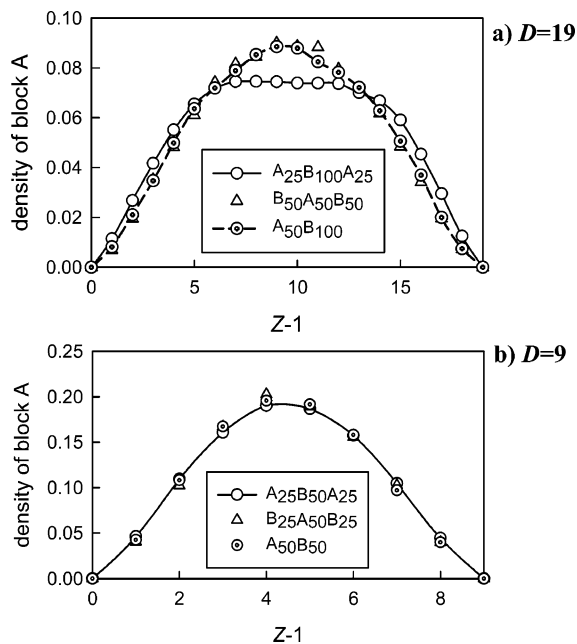 a) D=19
density of block A
0.10
0.08
0.06
0.04
0.02
0.00
A25B100A25
B50A50B50
A50B100
0 5 10 15
Z-1
b) D=9
density of block A
0.25
0.20
0.15
0.10
0.05
0.00
A25B50A25
B25A50B25
A50B50
0 2 4 6 8
Z-1